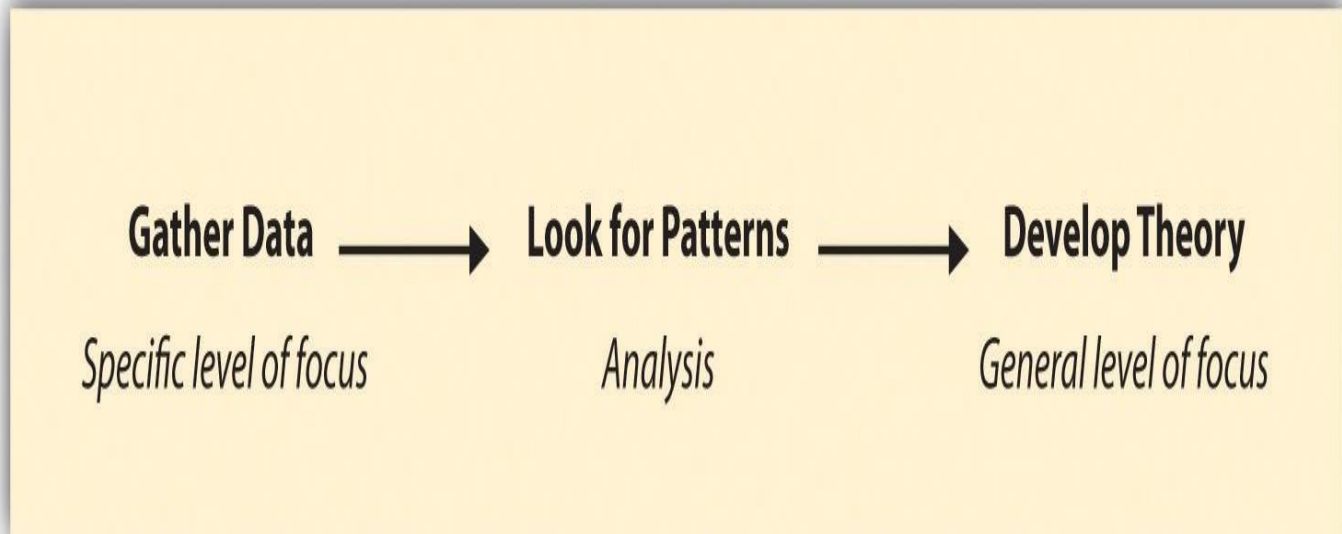 Gather Data → Look for Patterns → Develop Theory
Specific level of focus Analysis General level of focus